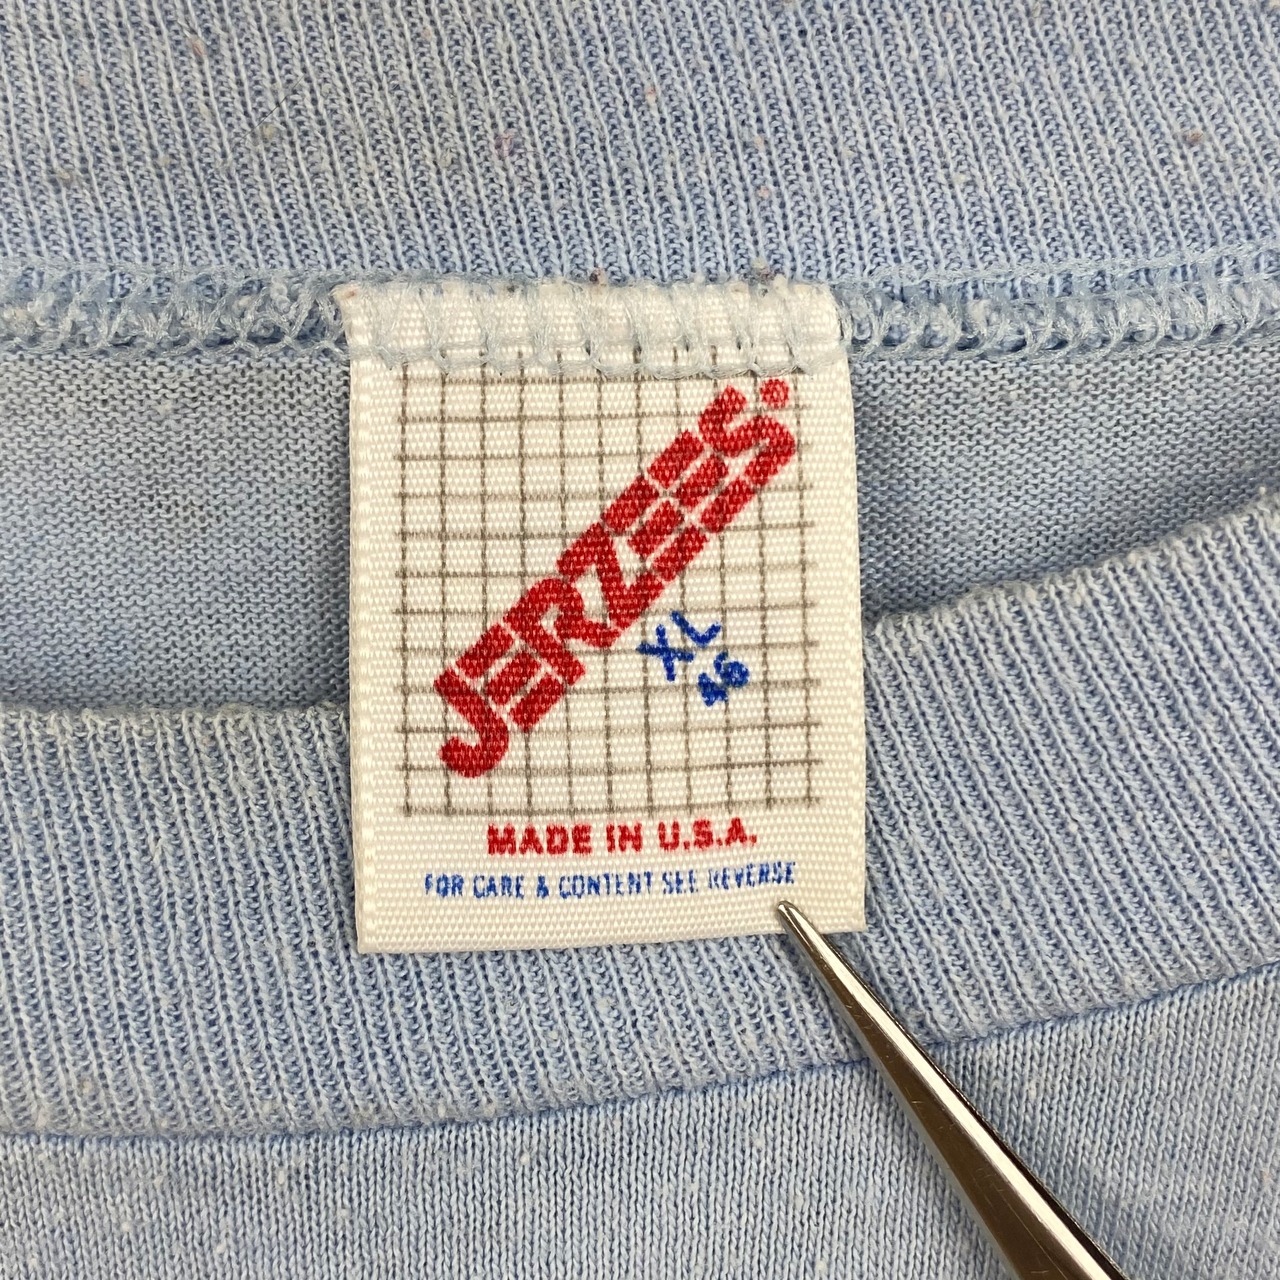 JERZEES®
XL
46
MADE IN U.S.A.
FOR CARE & CONTENT SEE REVERSE